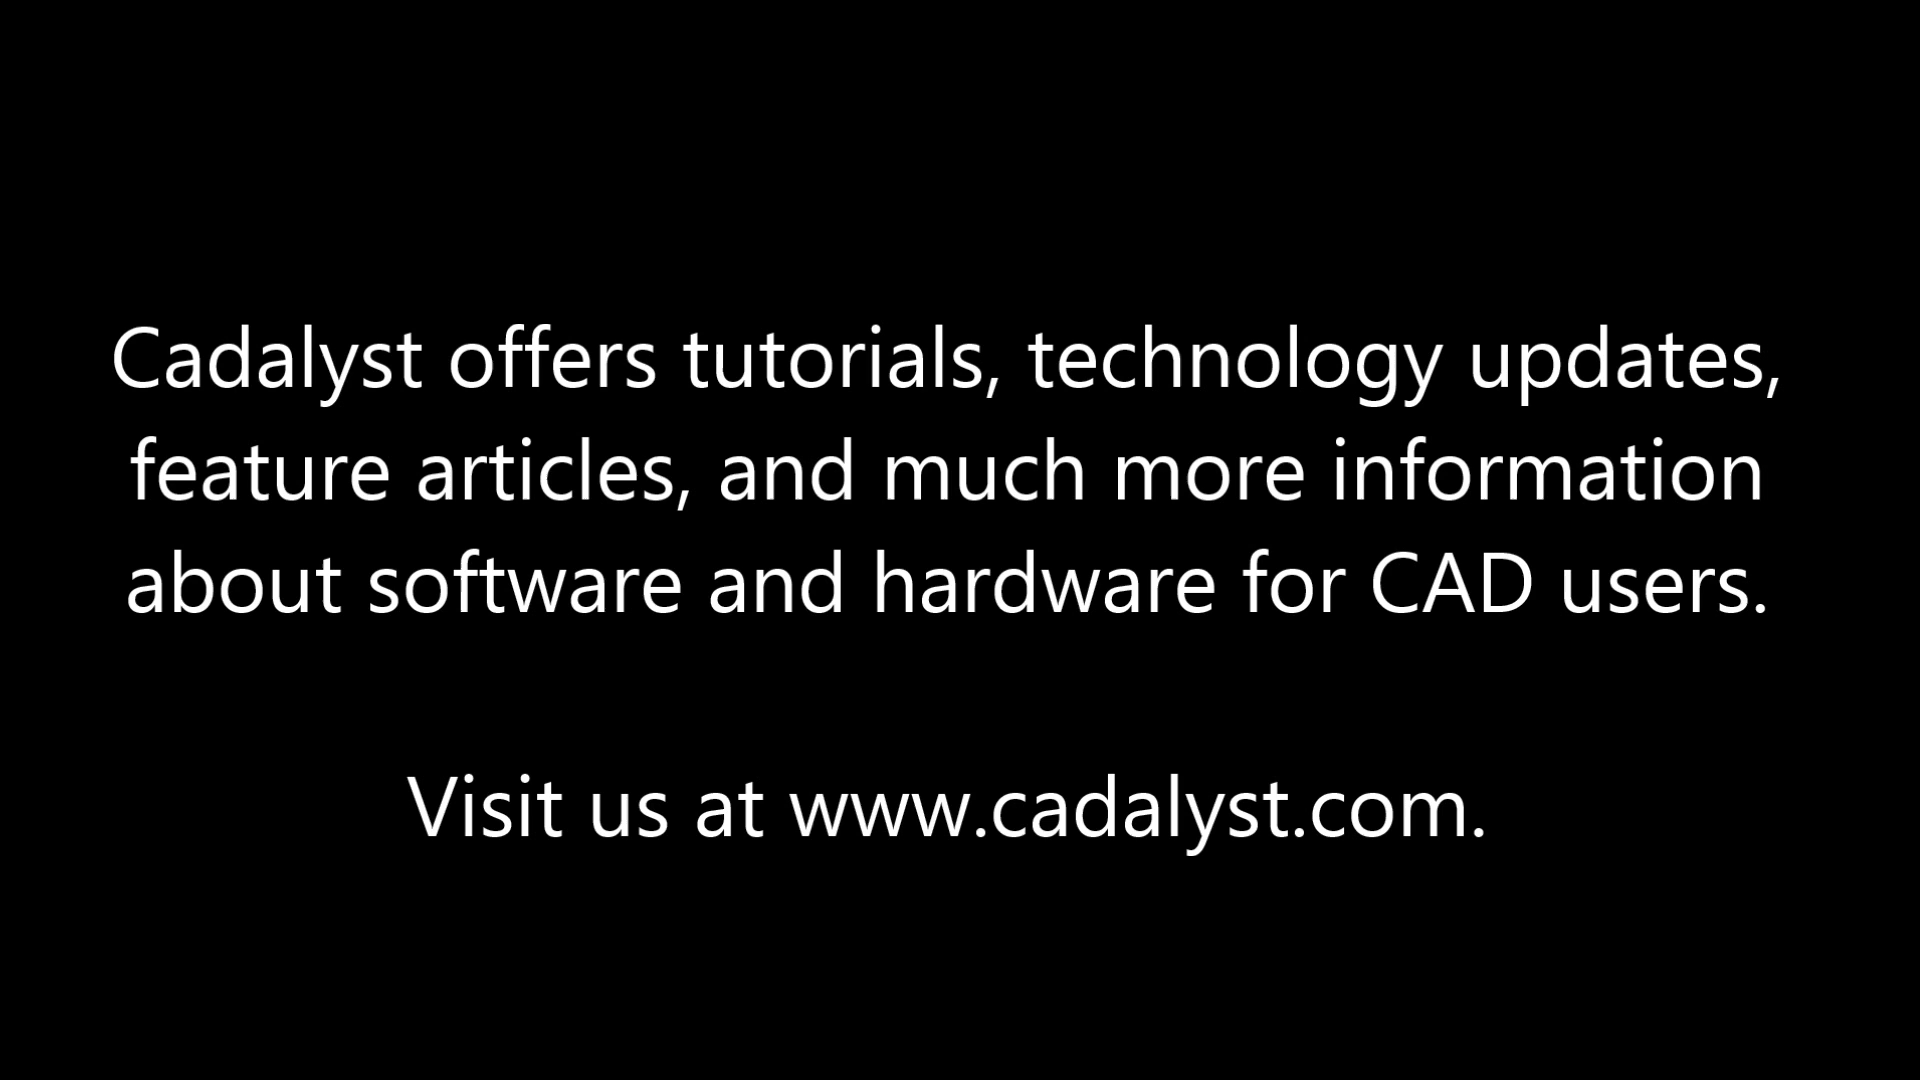 Cadalyst offers tutorials, technology updates,
feature articles, and much more information
about software and hardware for CAD users.
Visit us at www.cadalyst.com.